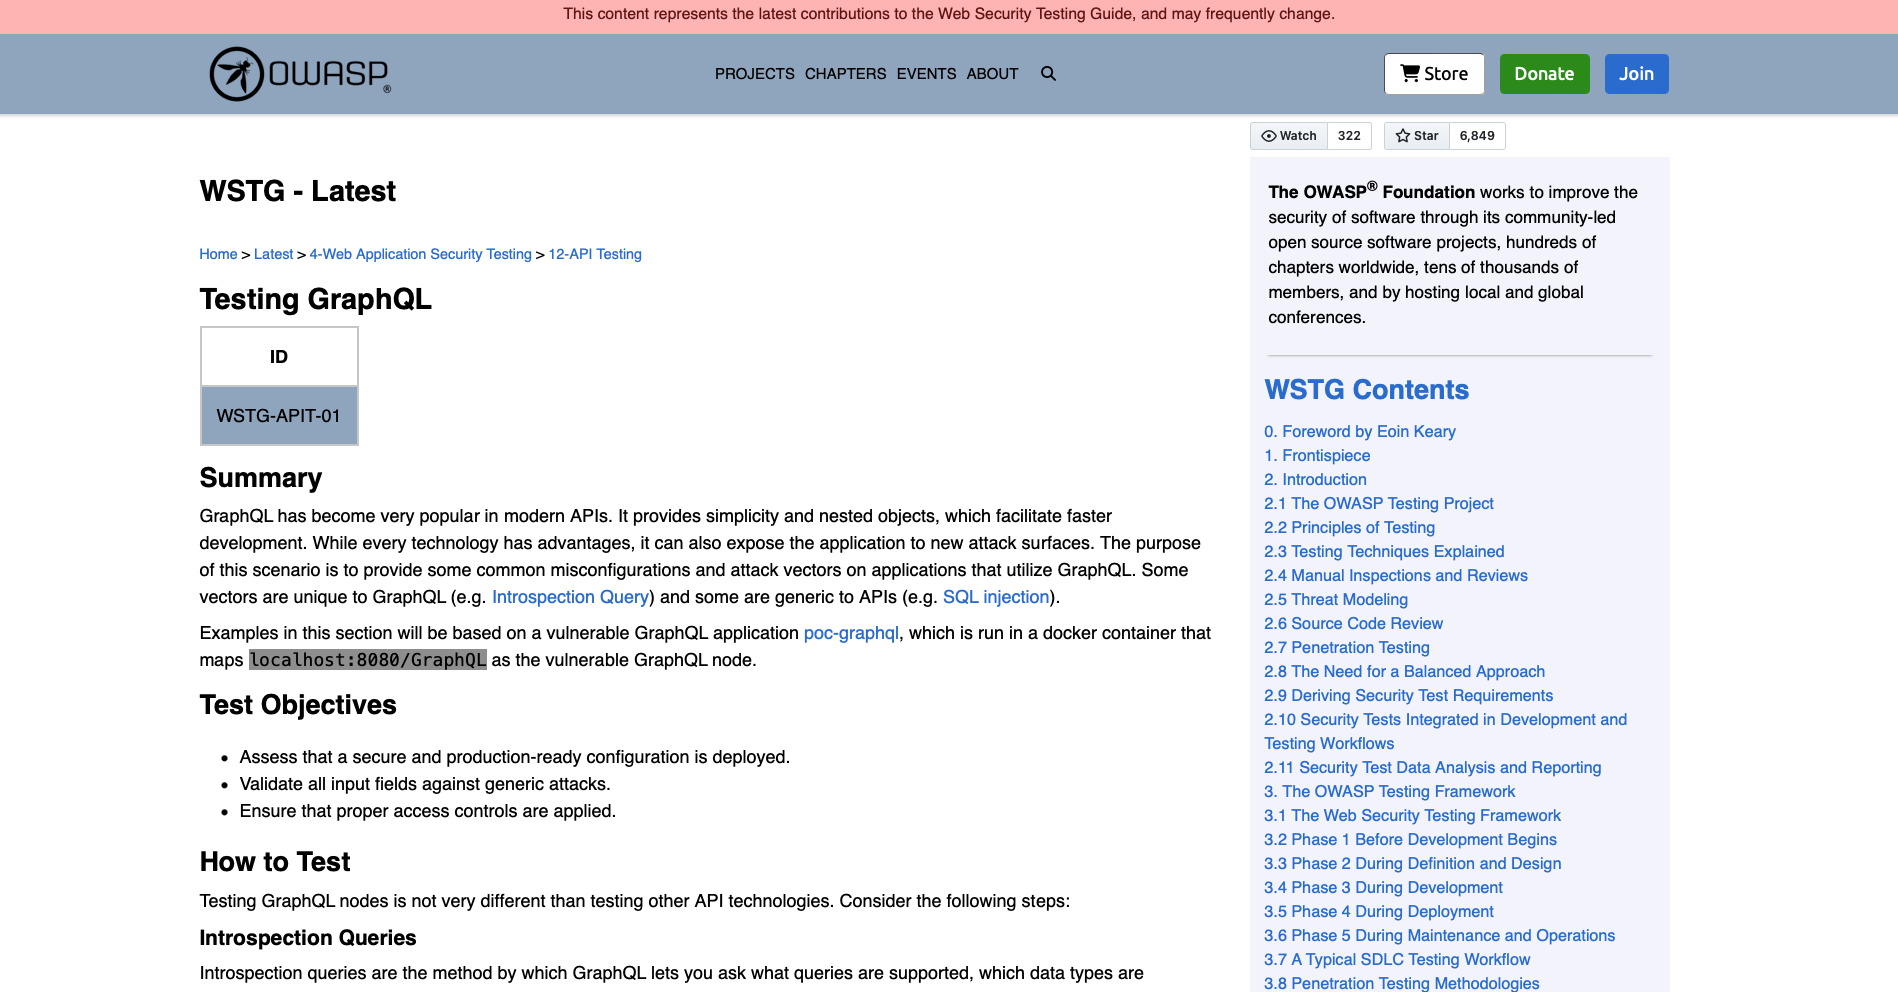 This content represents the latest contributions to the Web Security Testing Guide, and may frequently change.
OWASP®
PROJECTS CHAPTERS EVENTS ABOUT
Store
Donate
Join
Watch 322
Star 6,849
WSTG - Latest
Home > Latest > 4-Web Application Security Testing > 12-API Testing
Testing GraphQL
ID
WSTG-APIT-01
Summary
GraphQL has become very popular in modern APIs. It provides simplicity and nested objects, which facilitate faster
development. While every technology has advantages, it can also expose the application to new attack surfaces. The purpose
of this scenario is to provide some common misconfigurations and attack vectors on applications that utilize GraphQL. Some
vectors are unique to GraphQL (e.g. Introspection Query) and some are generic to APIs (e.g. SQL injection).
Examples in this section will be based on a vulnerable GraphQL application poc-graphql, which is run in a docker container that
maps localhost:8080/GraphQL as the vulnerable GraphQL node.
Test Objectives
• Assess that a secure and production-ready configuration is deployed.
• Validate all input fields against generic attacks.
• Ensure that proper access controls are applied.
How to Test
Testing GraphQL nodes is not very different than testing other API technologies. Consider the following steps:
Introspection Queries
Introspection queries are the method by which GraphQL lets you ask what queries are supported, which data types are
The OWASP® Foundation works to improve the
security of software through its community-led
open source software projects, hundreds of
chapters worldwide, tens of thousands of
members, and by hosting local and global
conferences.
WSTG Contents
0. Foreword by Eoin Keary
1. Frontispiece
2. Introduction
2.1 The OWASP Testing Project
2.2 Principles of Testing
2.3 Testing Techniques Explained
2.4 Manual Inspections and Reviews
2.5 Threat Modeling
2.6 Source Code Review
2.7 Penetration Testing
2.8 The Need for a Balanced Approach
2.9 Deriving Security Test Requirements
2.10 Security Tests Integrated in Development and
Testing Workflows
2.11 Security Test Data Analysis and Reporting
3. The OWASP Testing Framework
3.1 The Web Security Testing Framework
3.2 Phase 1 Before Development Begins
3.3 Phase 2 During Definition and Design
3.4 Phase 3 During Development
3.5 Phase 4 During Deployment
3.6 Phase 5 During Maintenance and Operations
3.7 A Typical SDLC Testing Workflow
3.8 Penetration Testing Methodologies